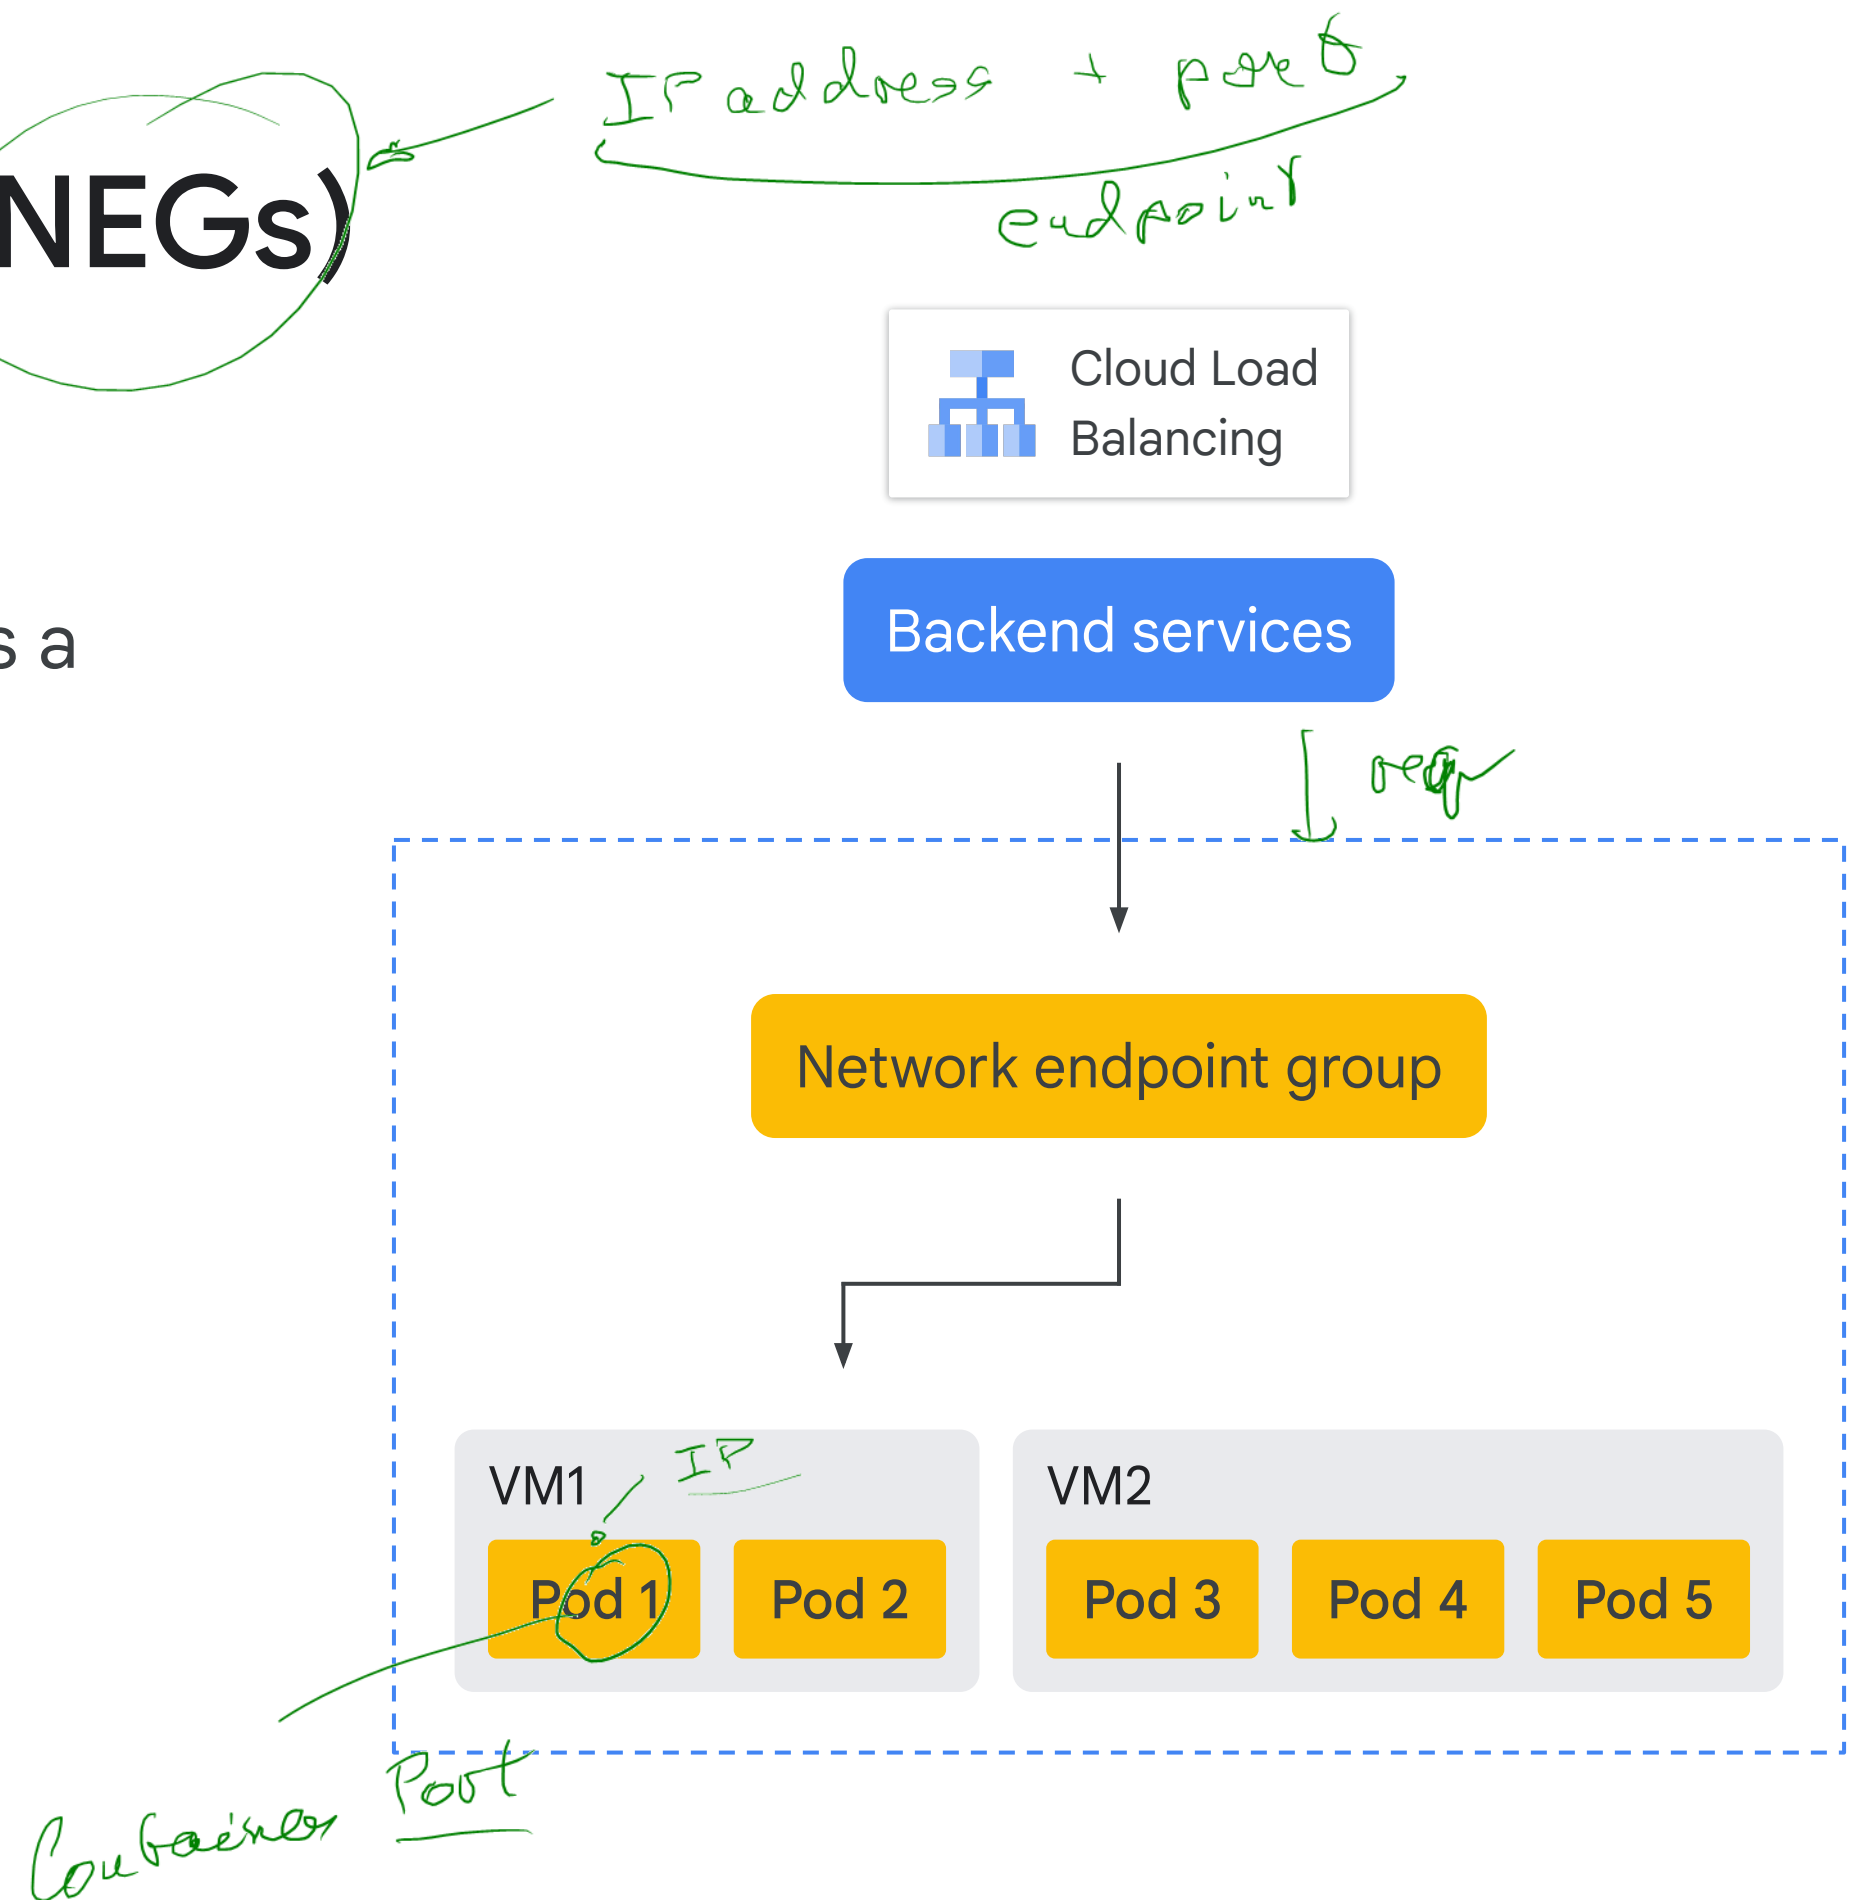 IP address + port
NEGs)
endpoint
Cloud Load
Balancing
Backend services
s a
req
Network endpoint group
VM1
IP
VM2
Pod 1
Pod 2
Pod 3
Pod 4
Pod 5
Container Port